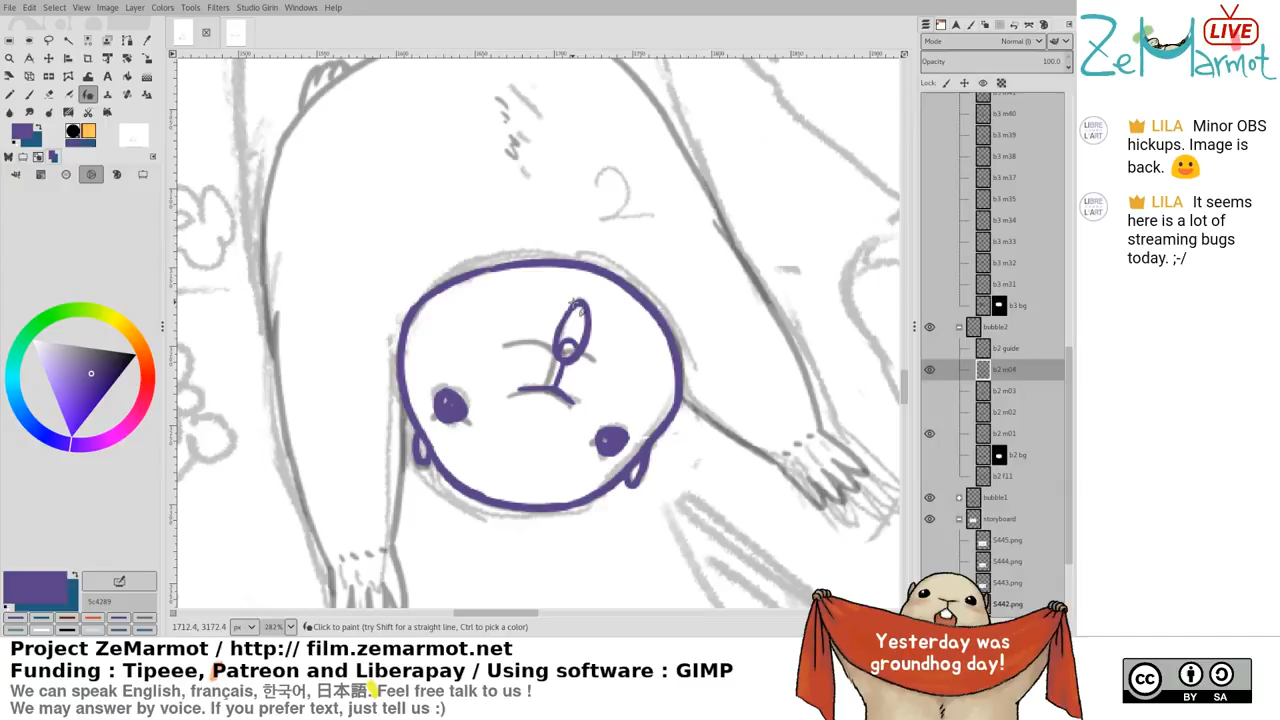 File Edit Select View Image Layer Colors Tools Filters Studio Girin Windows Help
Mode Normal (l)
Opacity 100.0
Lock:
b3 m40
b3 m39
b3 m38
b3 m37
b3 m35
b3 m34
b3 m33
b3 m32
b3 m31
b3 bg
bubble2
b2 guide
b2 m04
b2 m03
b2 m02
b2 m01
b2 bg
b2 f11
bubble1
storyboard
S445.png
S444.png
S443.png
S442.png
2
5c4289
1712.4, 3172.4 px 282% Click to paint (try Shift for a straight line, Ctrl to pick a color)
ZeMarmot
LIVE
LILA Minor OBS
hickups. Image is
back.
LILA It seems
here is a lot of
streaming bugs
today. ;-/
Yesterday was
groundhog day!
Project ZeMarmot / http:// film.zemarmot.net
Funding : Tipeee, Patreon and Liberapay / Using software : GIMP
We can speak English, français, 한국어, 日本語. Feel free talk to us !
We may answer by voice. If you prefer text, just tell us :)
cc BY SA